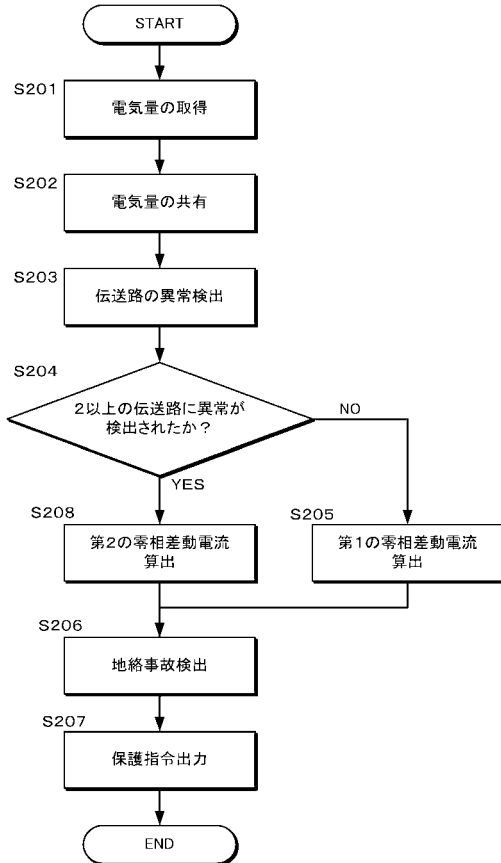 START
S201
電気量の取得
S202
電気量の共有
S203
伝送路の異常検出
S204
2以上の伝送路に異常が
検出されたか？
NO
YES
S208
第2の零相差動電流
算出
S205
第1の零相差動電流
算出
S206
地絡事故検出
S207
保護指令出力
END